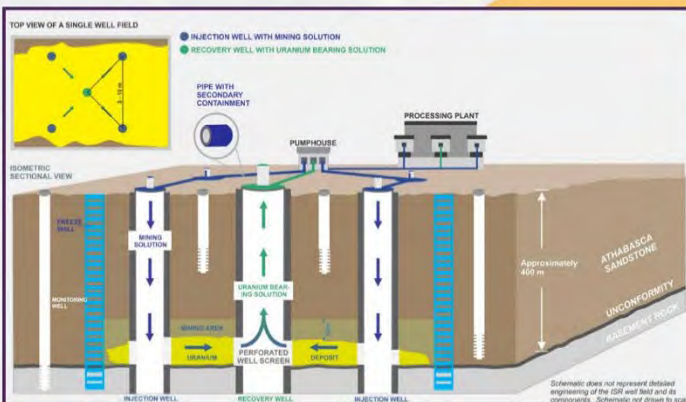 TOP VIEW OF A SINGLE WELL FIELD
INJECTION WELL WITH MINING SOLUTION
RECOVERY WELL WITH URANIUM BEARING SOLUTION
PIPE WITH
SECONDARY
CONTAINMENT
PROCESSING PLANT
PUMPHOUSE
ISOMETRIC
SECTIONAL VIEW
FREEZE
WALL
MINING
SOLUTION
Approximately
400 m
ATHABASCA
SANDSTONE
URANIUM BEAR-
ING SOLUTION
MONITORING
WELL
UNCONFORMITY
MINING AREA
BASEMENT ROCK
URANIUM
PERFORATED
WELL SCREEN
DEPOSIT
INJECTION WELL
RECOVERY WELL
INJECTION WELL
Schematic does not represent detailed
engineering of the ISR well field and its
components. Schematic not drawn to